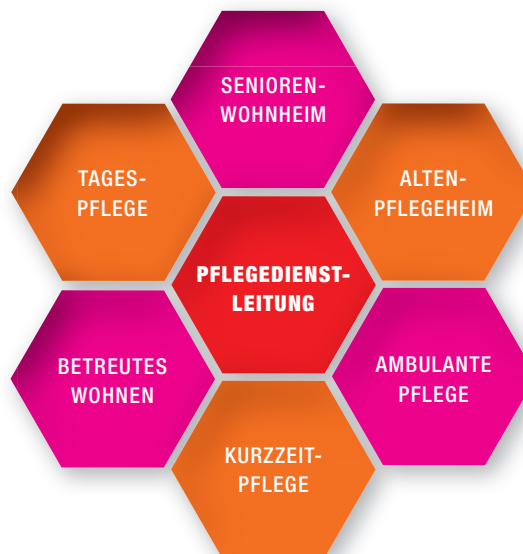 SENIOREN-
WOHNHEIM
TAGES-
PFLEGE
ALTEN-
PFLEGEHEIM
PFLEGEDIENST-
LEITUNG
BETREUTES
WOHNEN
AMBULANTE
PFLEGE
KURZZEIT-
PFLEGE